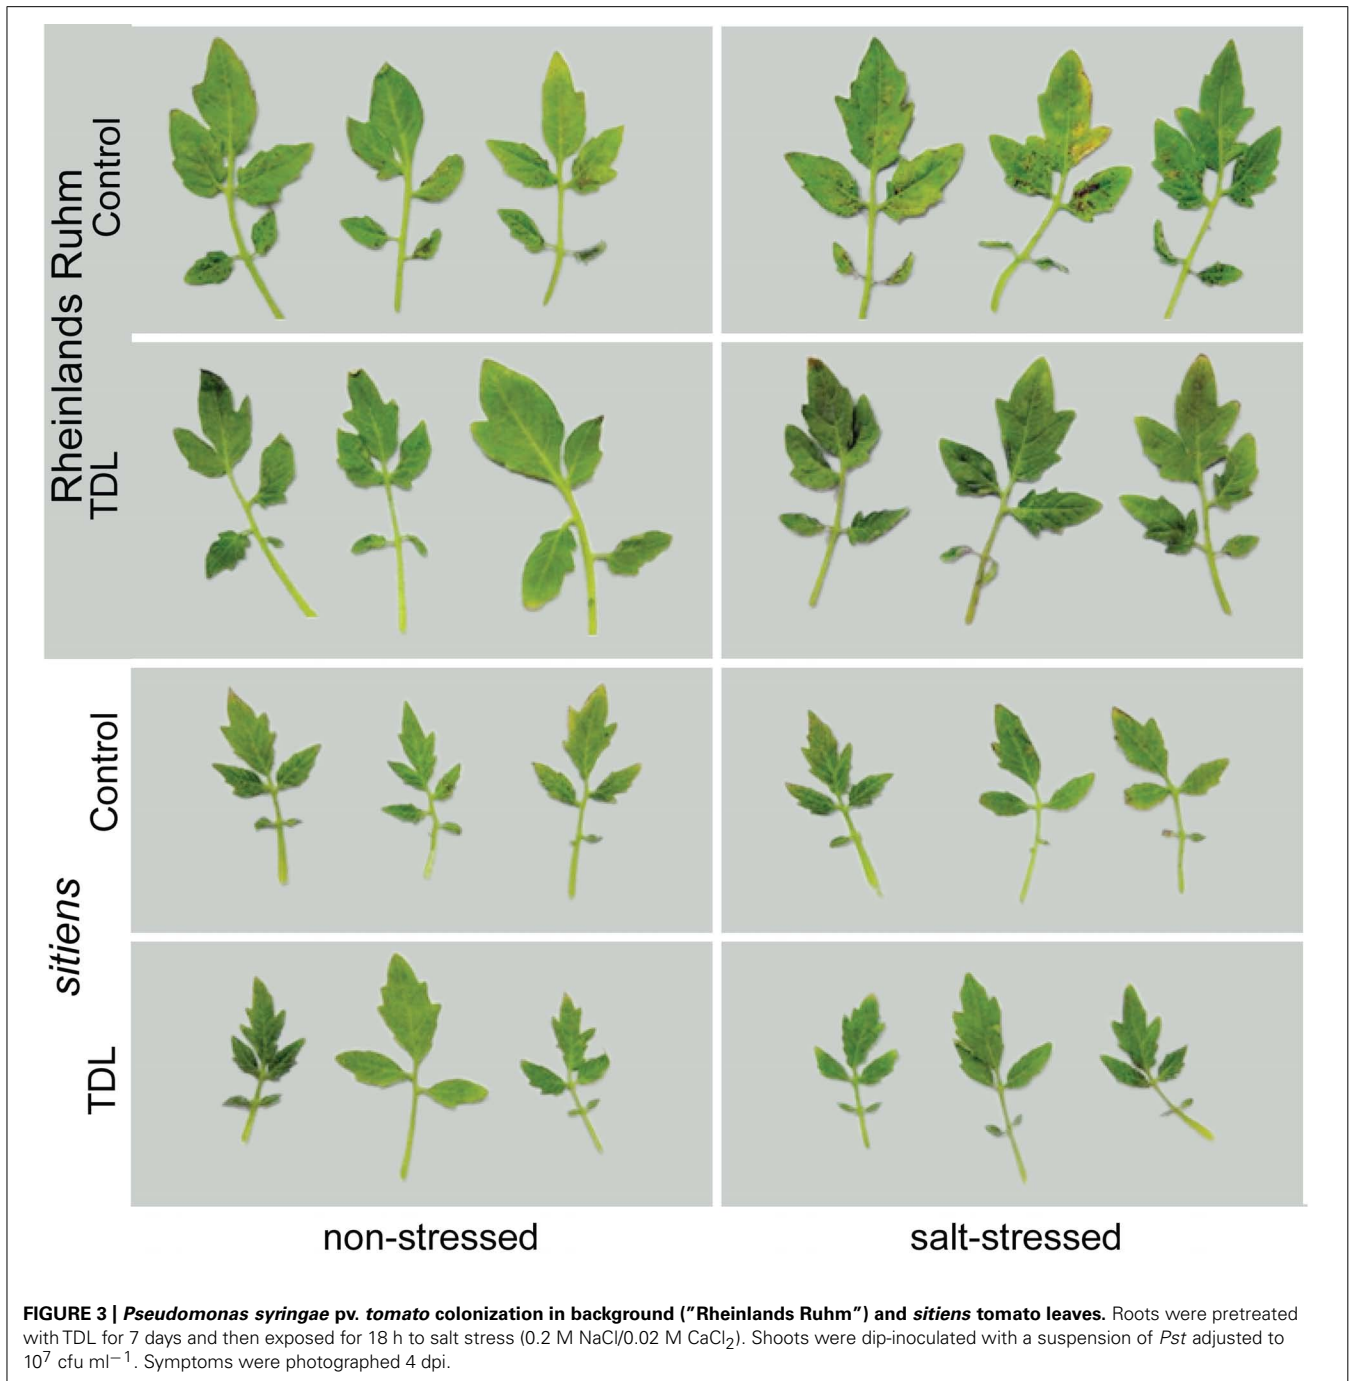 Rheinlands Ruhm
Control
TDL
sitiens
Control
TDL
non-stressed
salt-stressed
FIGURE 3 | Pseudomonas syringae pv. tomato colonization in background ("Rheinlands Ruhm") and sitiens tomato leaves. Roots were pretreated
with TDL for 7 days and then exposed for 18 h to salt stress (0.2 M NaCl/0.02 M CaCl₂). Shoots were dip-inoculated with a suspension of Pst adjusted to
10⁷ cfu ml⁻¹. Symptoms were photographed 4 dpi.